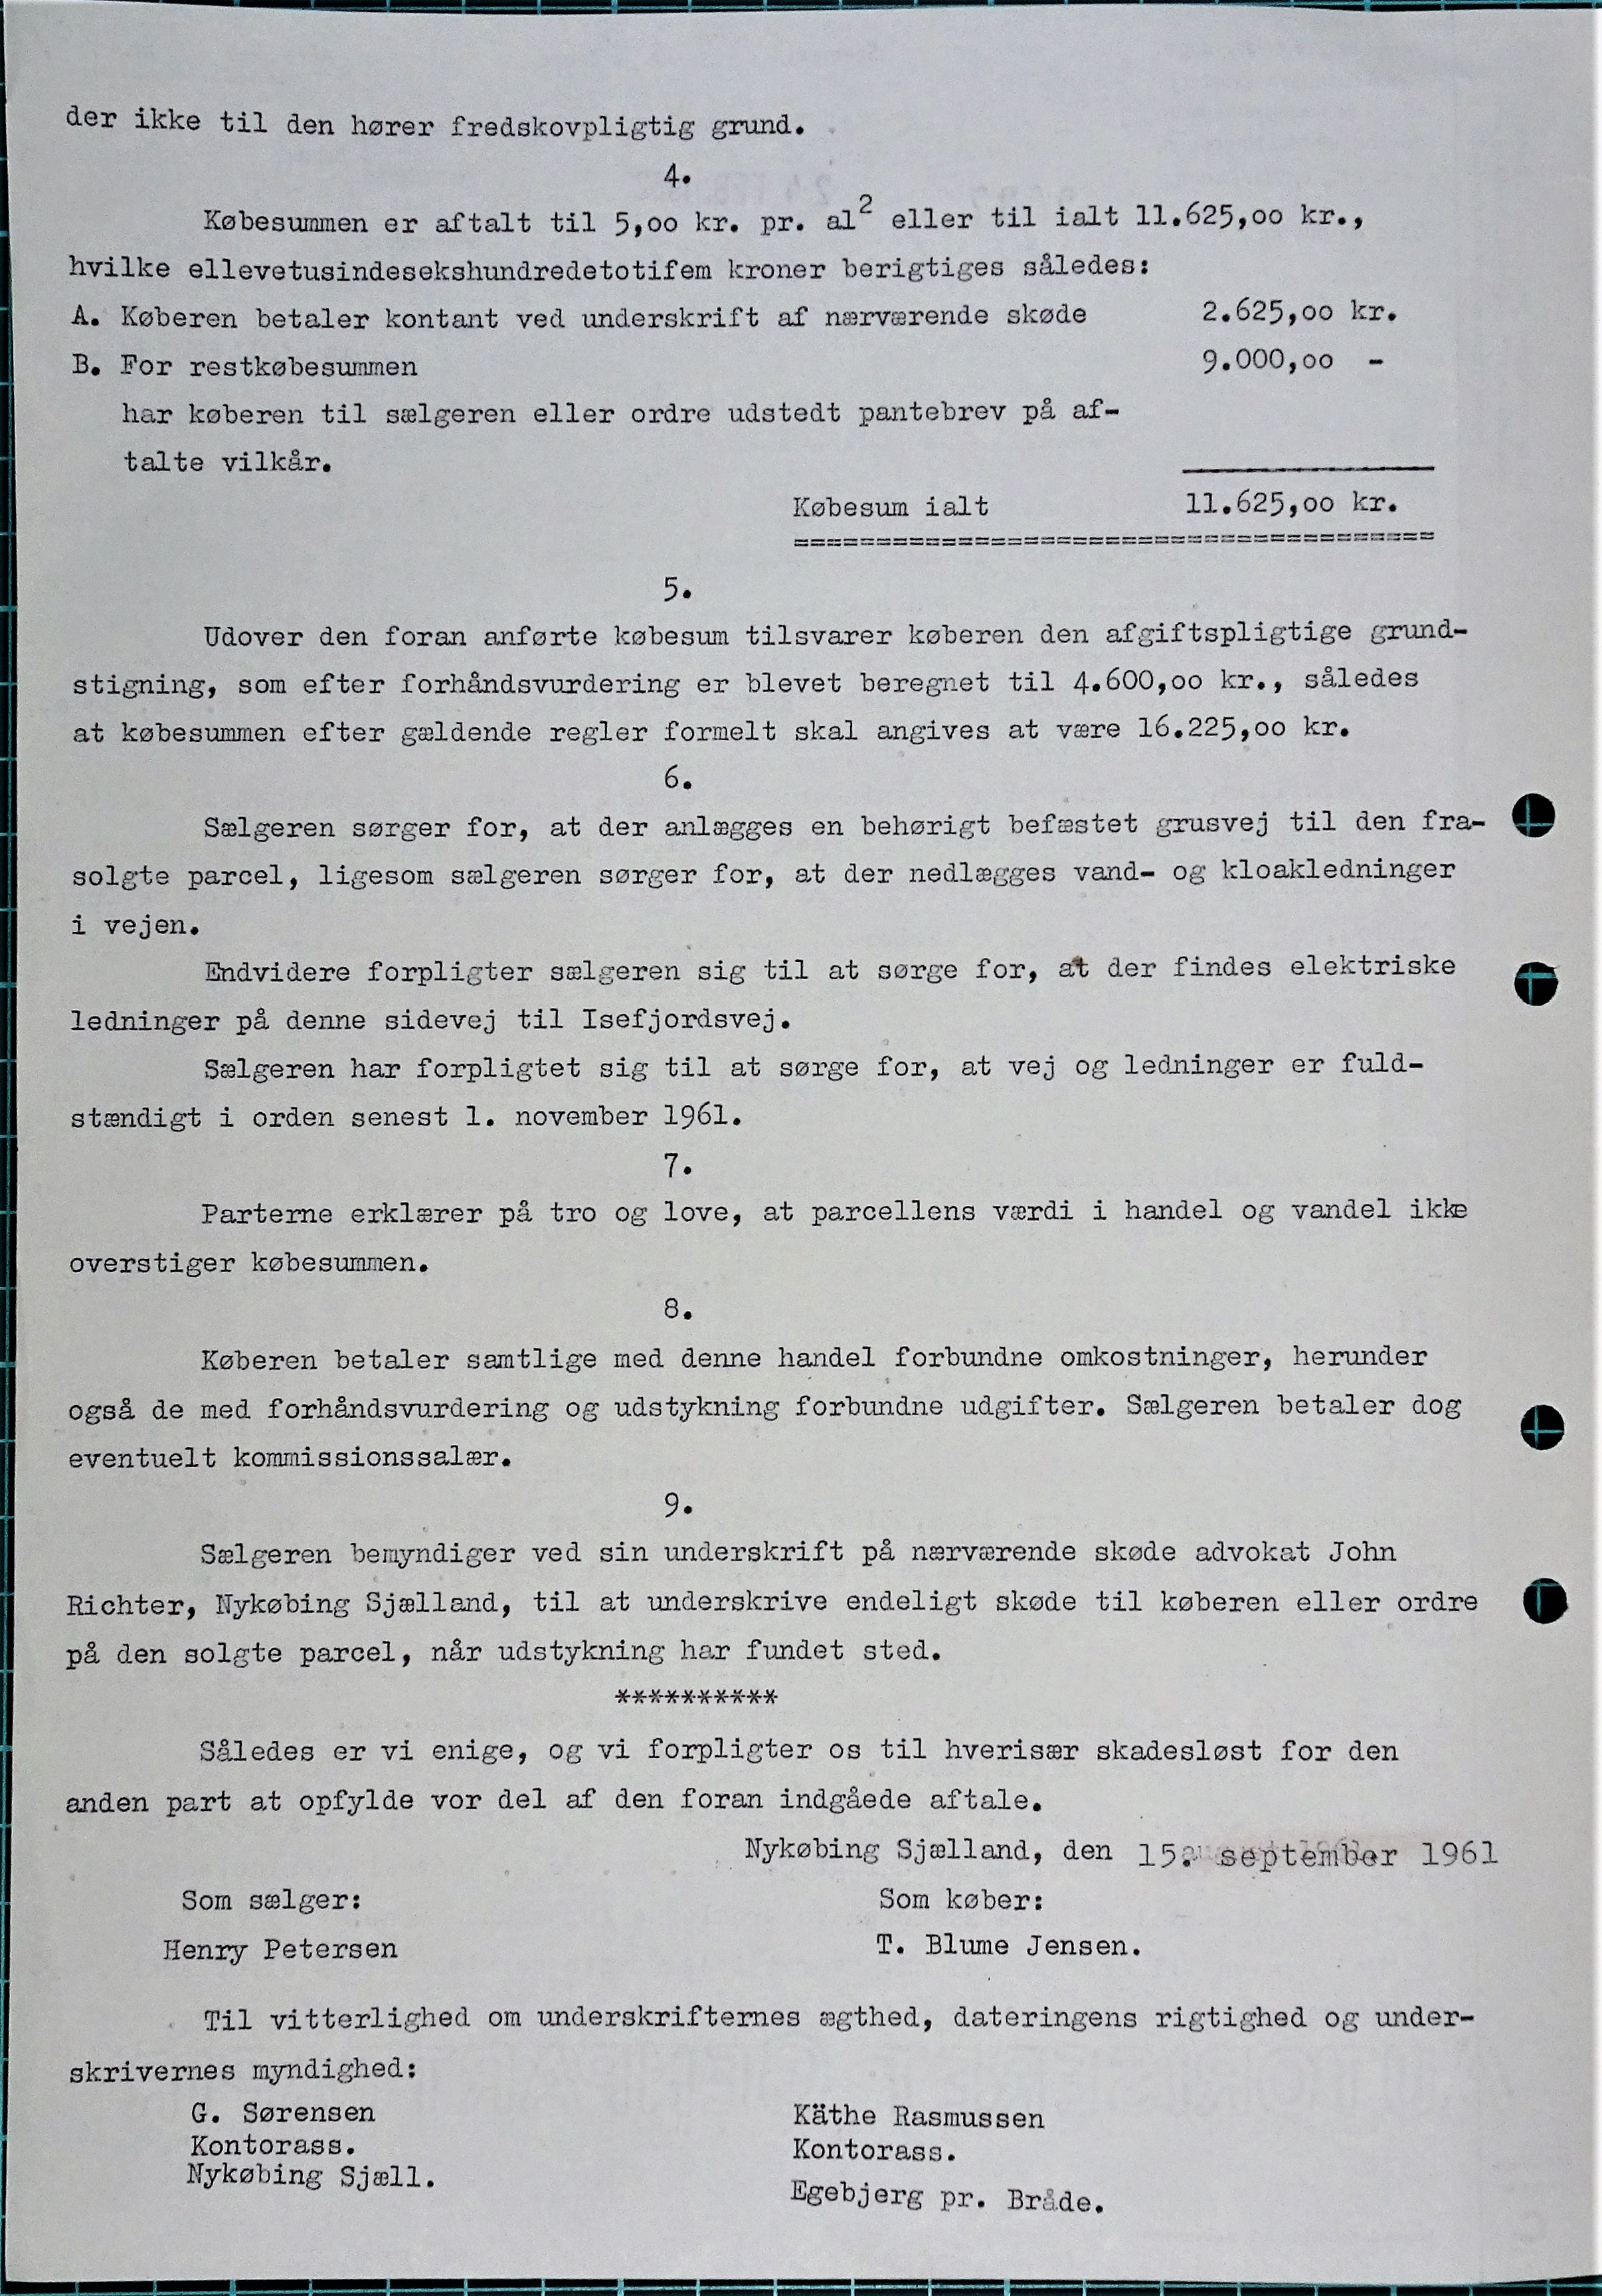 der ikke til den hører fredskovpligtig grund.
4.
Købesummen er aftalt til 5,oo kr. pr. al² eller til ialt 11.625,oo kr.,
hvilke ellevetusindesekshundredetotifem kroner berigtiges således:
A. Køberen betaler kontant ved underskrift af nærværende skøde 2.625,oo kr.
B. For restkøbesummen 9.000,oo -
har køberen til sælgeren eller ordre udstedt pantebrev på af-
talte vilkår.
Købesum ialt 11.625,oo kr.
=======================================
5.
Udover den foran anførte købesum tilsvarer køberen den afgiftspligtige grund-
stigning, som efter forhåndsvurdering er blevet beregnet til 4.600,oo kr., således
at købesummen efter gældende regler formelt skal angives at være 16.225,oo kr.
6.
Sælgeren sørger for, at der anlægges en behørigt befæstet grusvej til den fra-
solgte parcel, ligesom sælgeren sørger for, at der nedlægges vand- og kloakledninger
i vejen.
Endvidere forpligter sælgeren sig til at sørge for, at der findes elektriske
ledninger på denne sidevej til Isefjordsvej.
Sælgeren har forpligtet sig til at sørge for, at vej og ledninger er fuld-
stændigt i orden senest 1. november 1961.
7.
Parterne erklærer på tro og love, at parcellens værdi i handel og vandel ikke
overstiger købesummen.
8.
Køberen betaler samtlige med denne handel forbundne omkostninger, herunder
også de med forhåndsvurdering og udstykning forbundne udgifter. Sælgeren betaler dog
eventuelt kommissionssalær.
9.
Sælgeren bemyndiger ved sin underskrift på nærværende skøde advokat John
Richter, Nykøbing Sjælland, til at underskrive endeligt skøde til køberen eller ordre
på den solgte parcel, når udstykning har fundet sted.
**********
Således er vi enige, og vi forpligter os til hverisær skadesløst for den
anden part at opfylde vor del af den foran indgåede aftale.
Nykøbing Sjælland, den 15. september 1961
Som sælger: Som køber:
Henry Petersen T. Blume Jensen.
Til vitterlighed om underskrifternes ægthed, dateringens rigtighed og under-
skrivernes myndighed:
G. Sørensen Käthe Rasmussen
Kontorass. Kontorass.
Nykøbing Sjæll. Egebjerg pr. Bråde.